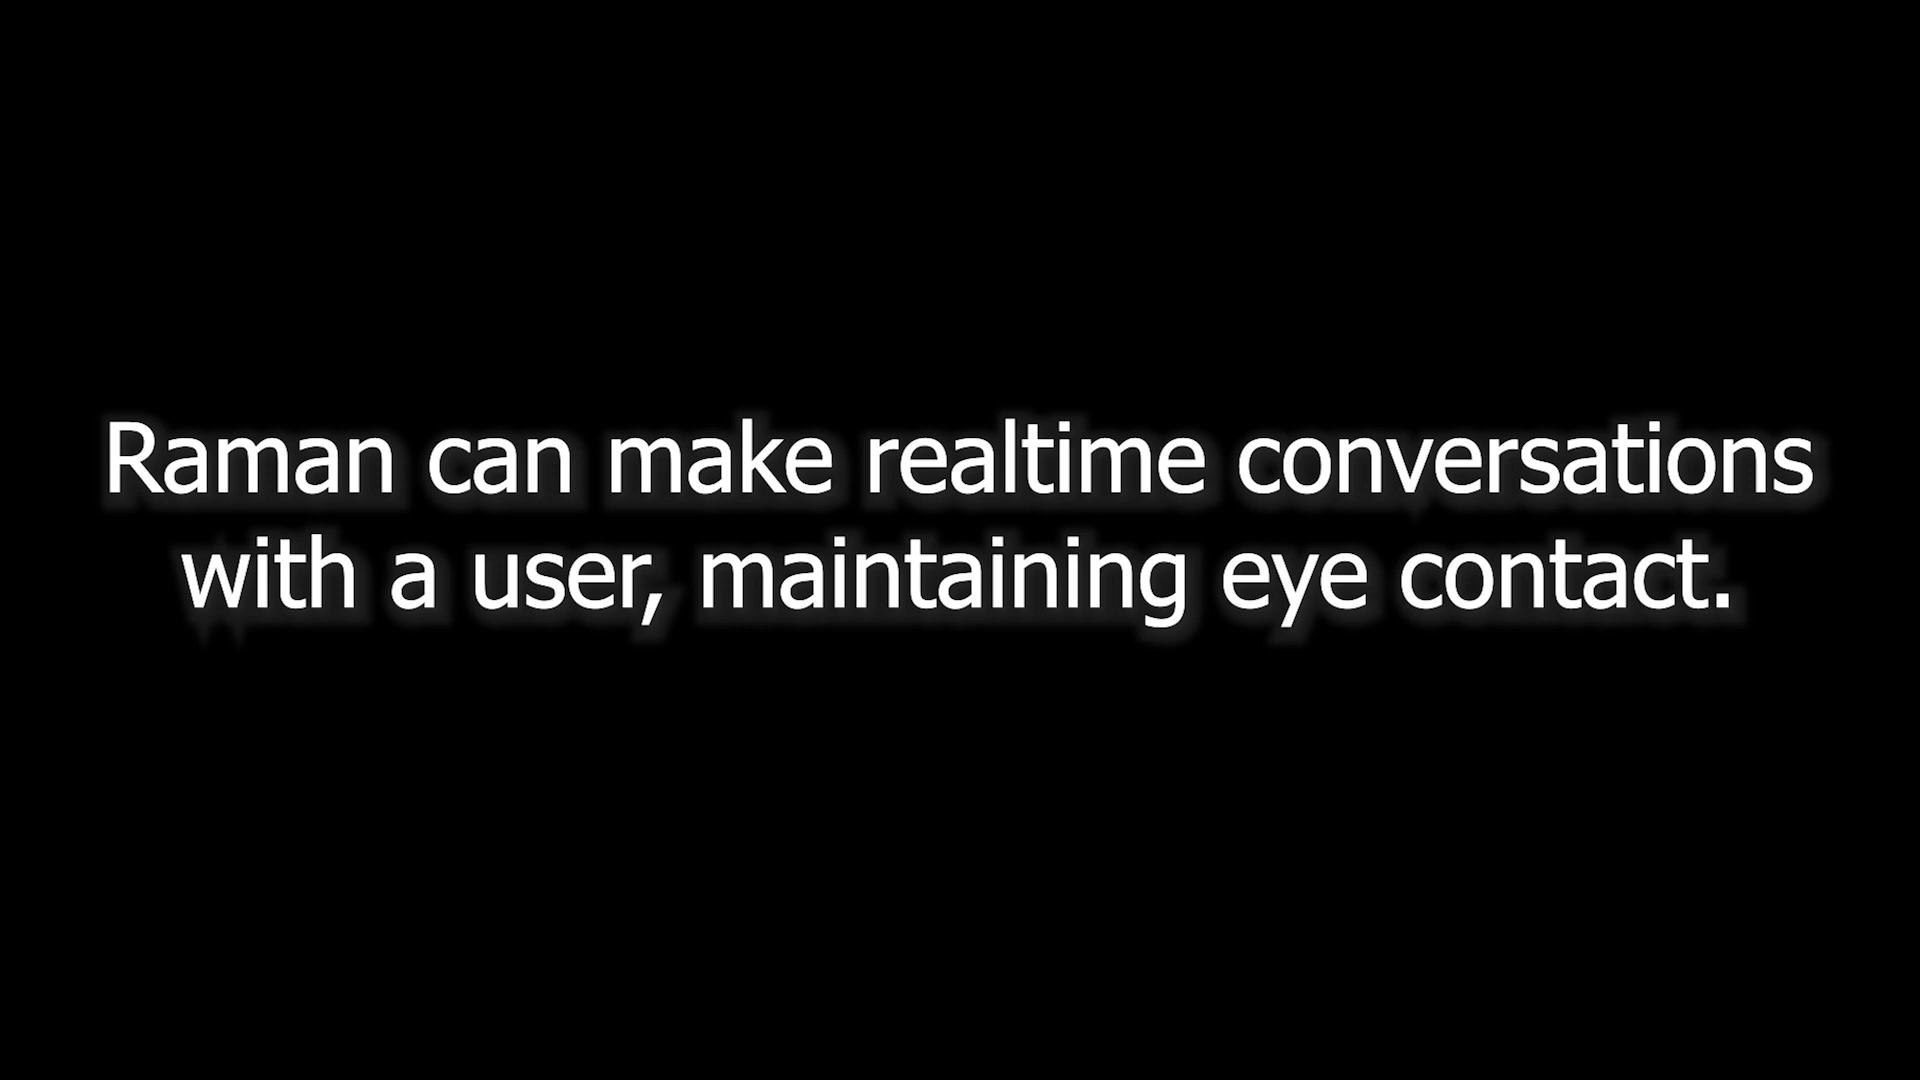 Raman can make realtime conversations
with a user, maintaining eye contact.